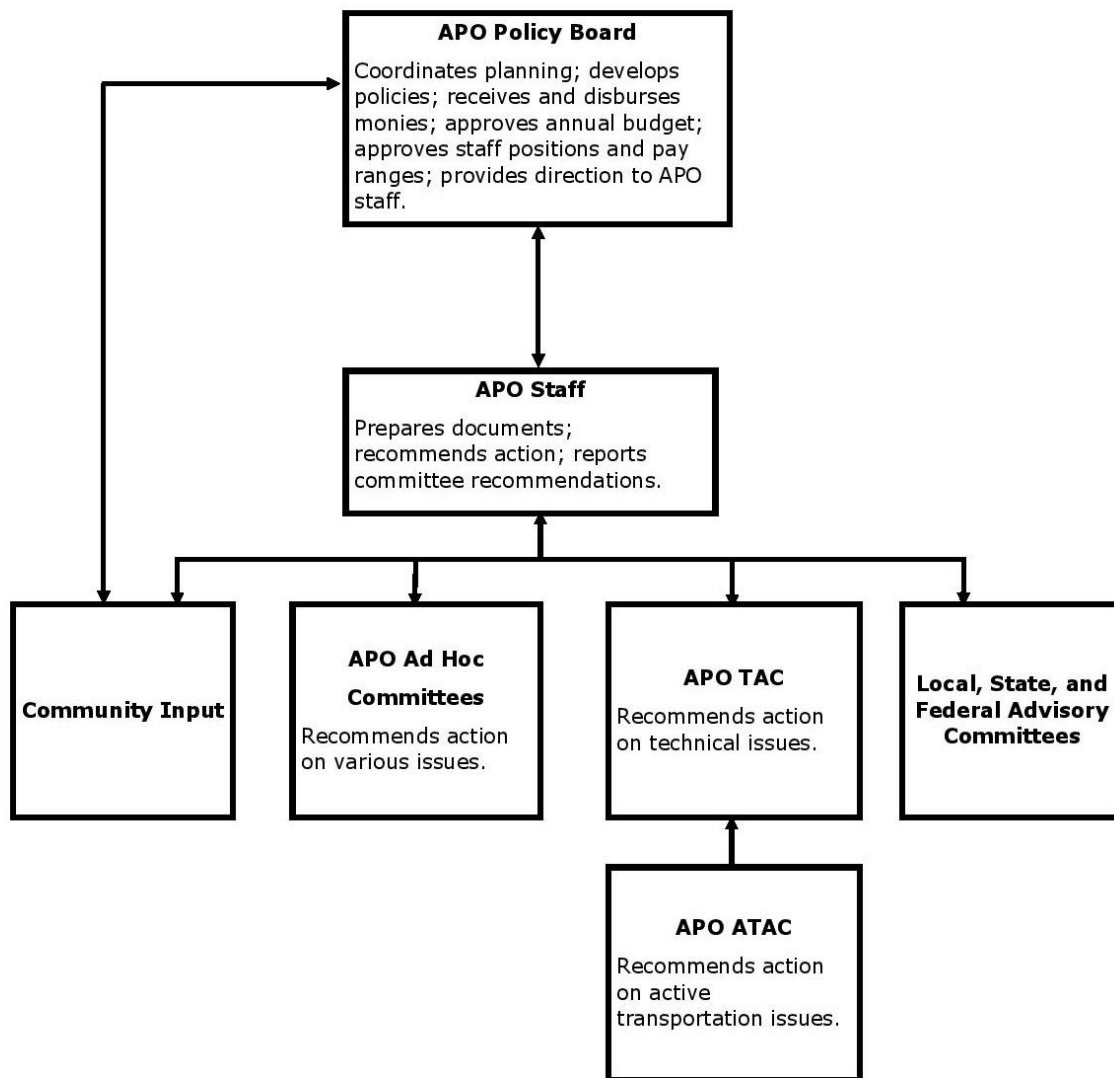 APO Policy Board
Coordinates planning; develops
policies; receives and disburses
monies; approves annual budget;
approves staff positions and pay
ranges; provides direction to APO
staff.
APO Staff
Prepares documents;
recommends action; reports
committee recommendations.
Community Input
APO Ad Hoc
Committees
Recommends action
on various issues.
APO TAC
Recommends action
on technical issues.
Local, State, and
Federal Advisory
Committees
APO ATAC
Recommends action
on active
transportation issues.